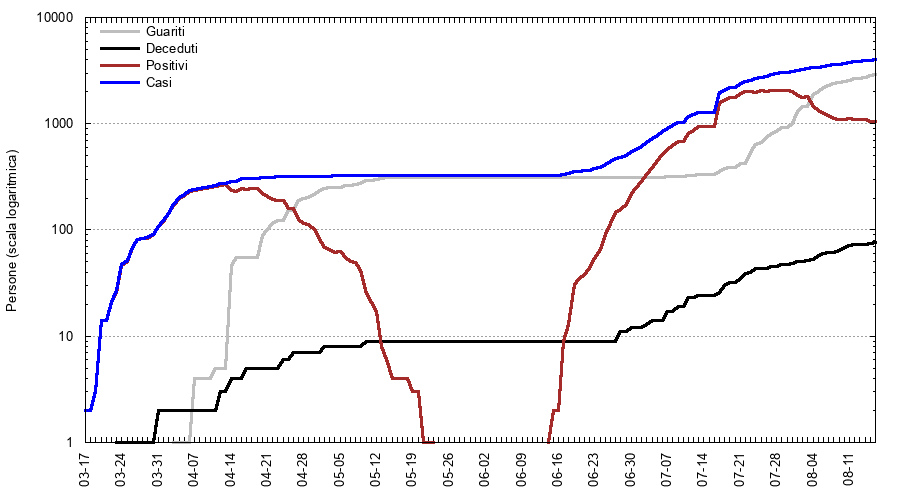 10000
1000
100
10
1
Persone (scala logaritmica)
Guariti
Deceduti
Positivi
Casi
03-17 03-24 03-31 04-07 04-14 04-21 04-28 05-05 05-12 05-19 05-26 06-02 06-09 06-16 06-23 06-30 07-07 07-14 07-21 07-28 08-04 08-11